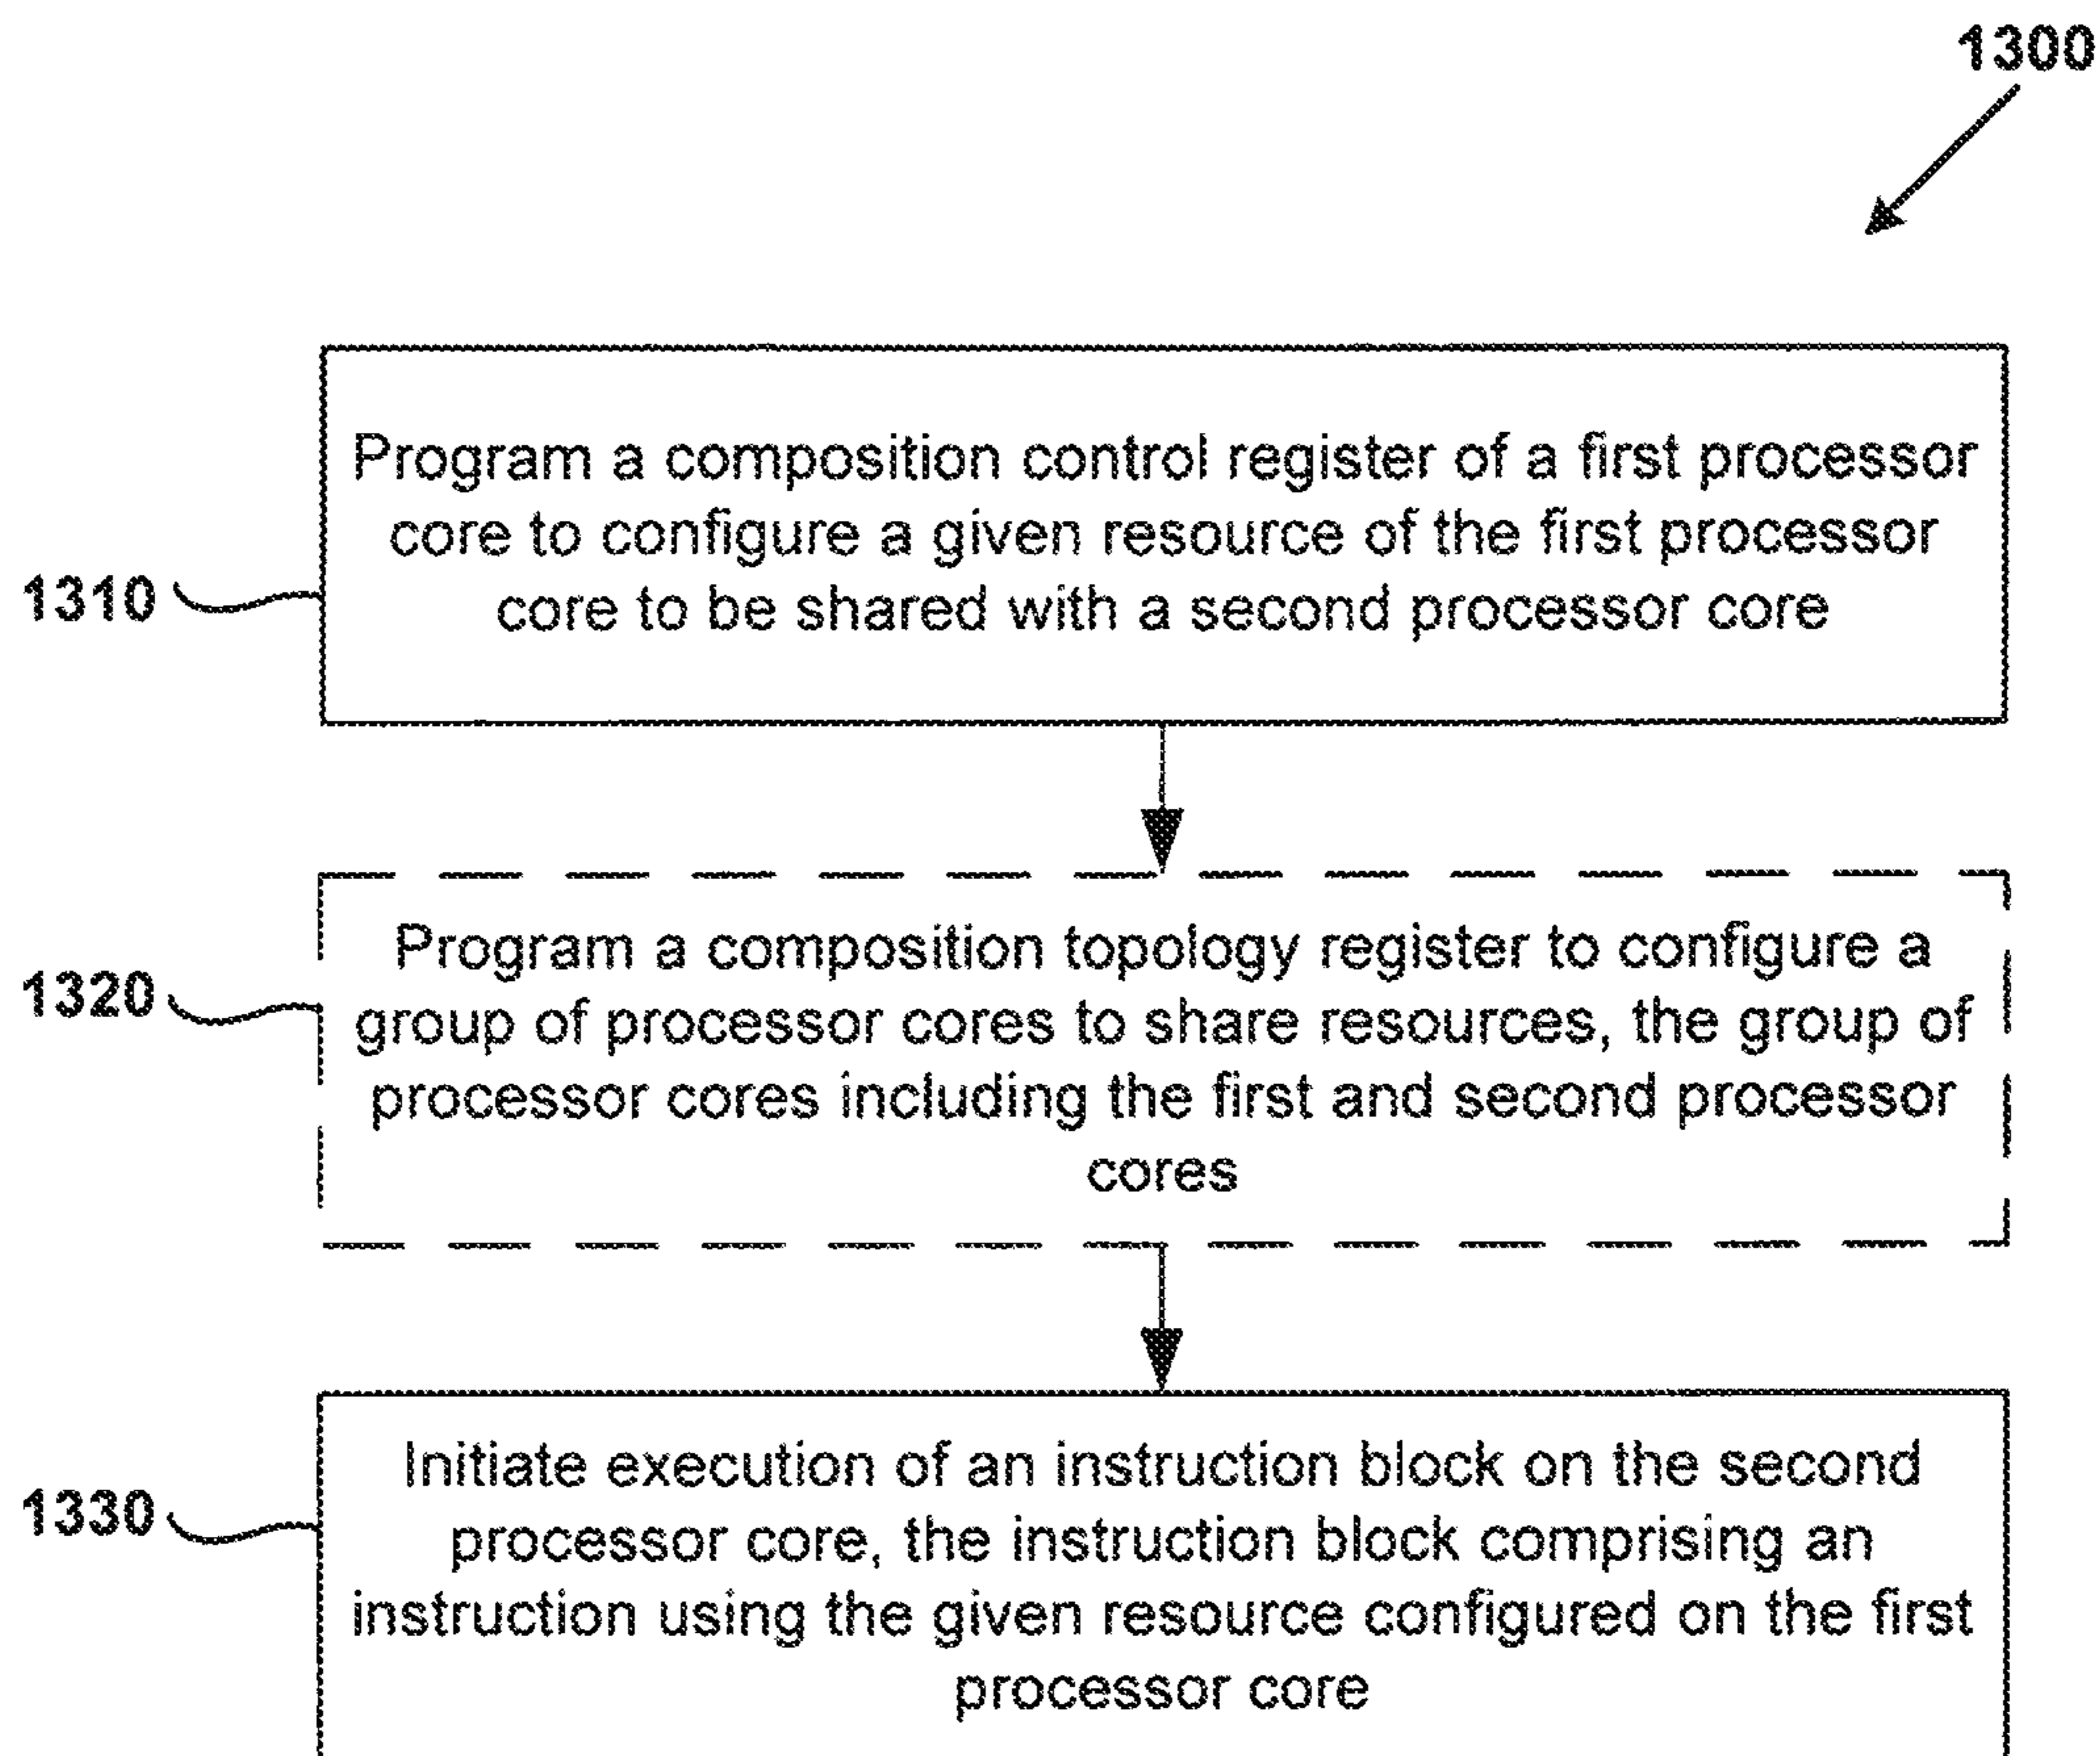 1300
Program a composition control register of a first processor
core to configure a given resource of the first processor
core to be shared with a second processor core
1310
Program a composition topology register to configure a
group of processor cores to share resources, the group of
processor cores including the first and second processor
cores
1320
Initiate execution of an instruction block on the second
processor core, the instruction block comprising an
instruction using the given resource configured on the first
processor core
1330